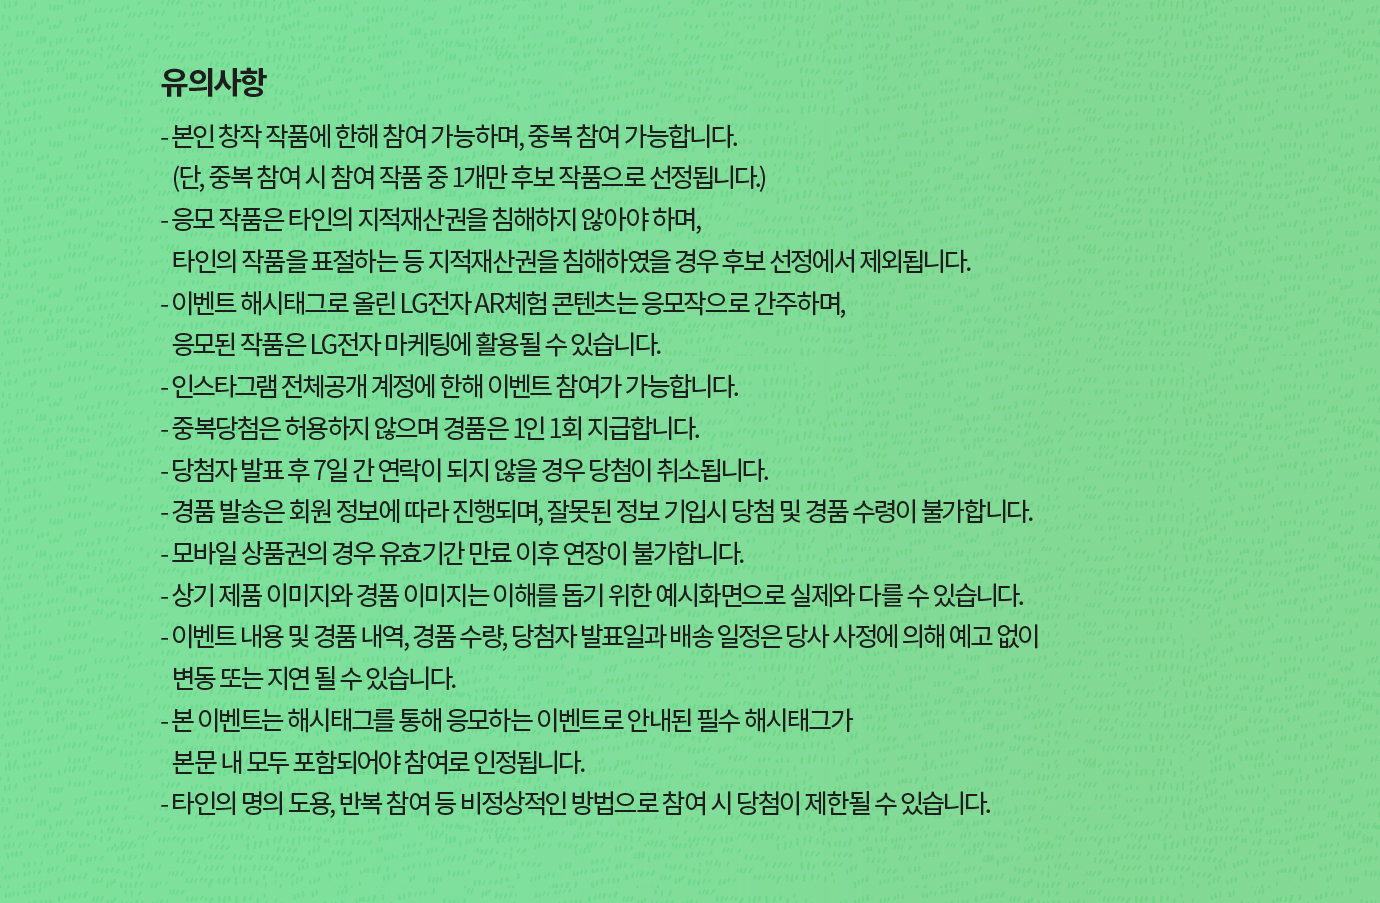 유의사항
- 본인 창작 작품에 한해 참여 가능하며, 중복 참여 가능합니다.
(단, 중복 참여 시 참여 작품 중 1개만 후보 작품으로 선정됩니다.)
- 응모 작품은 타인의 지적재산권을 침해하지 않아야 하며,
타인의 작품을 표절하는 등 지적재산권을 침해하였을 경우 후보 선정에서 제외됩니다.
- 이벤트 해시태그로 올린 LG전자 AR체험 콘텐츠는 응모작으로 간주하며,
응모된 작품은 LG전자 마케팅에 활용될 수 있습니다.
- 인스타그램 전체공개 계정에 한해 이벤트 참여가 가능합니다.
- 중복당첨은 허용하지 않으며 경품은 1인 1회 지급합니다.
- 당첨자 발표 후 7일 간 연락이 되지 않을 경우 당첨이 취소됩니다.
- 경품 발송은 회원 정보에 따라 진행되며, 잘못된 정보 기입시 당첨 및 경품 수령이 불가합니다.
- 모바일 상품권의 경우 유효기간 만료 이후 연장이 불가합니다.
- 상기 제품 이미지와 경품 이미지는 이해를 돕기 위한 예시화면으로 실제와 다를 수 있습니다.
- 이벤트 내용 및 경품 내역, 경품 수량, 당첨자 발표일과 배송 일정은 당사 사정에 의해 예고 없이
변동 또는 지연 될 수 있습니다.
- 본 이벤트는 해시태그를 통해 응모하는 이벤트로 안내된 필수 해시태그가
본문 내 모두 포함되어야 참여로 인정됩니다.
- 타인의 명의 도용, 반복 참여 등 비정상적인 방법으로 참여 시 당첨이 제한될 수 있습니다.